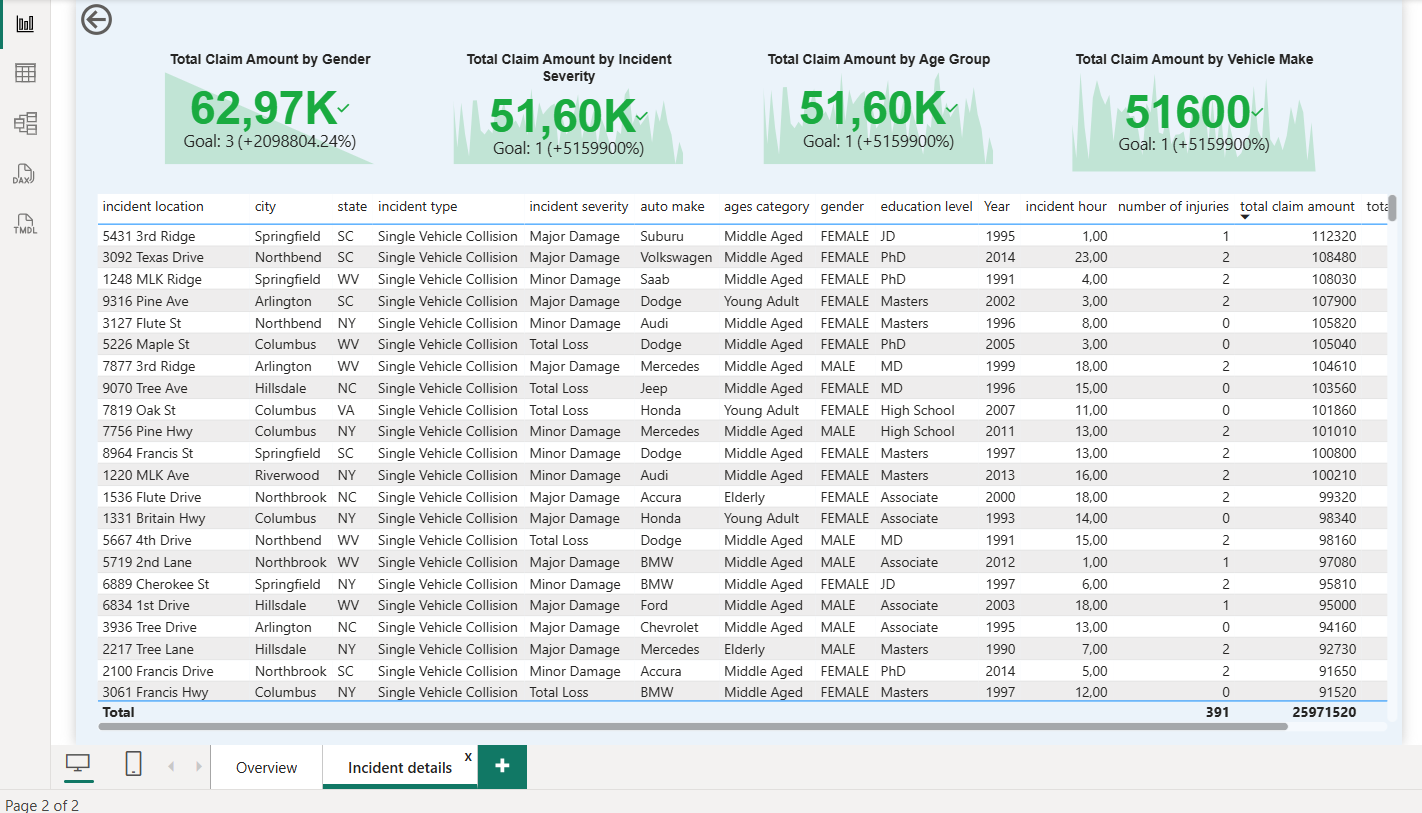 Total Claim Amount by Gender
62,97K
Goal: 3 (+2098804.24%)
Total Claim Amount by Incident
Severity
51,60K
Goal: 1 (+5159900%)
Total Claim Amount by Age Group
51,60K
Goal: 1 (+5159900%)
Total Claim Amount by Vehicle Make
51600
Goal: 1 (+5159900%)
DAX
TMDL
incident location city state incident type incident severity auto make ages category gender education level Year incident hour number of injuries total claim amount tota
5431 3rd Ridge Springfield SC Single Vehicle Collision Major Damage Suburu Middle Aged FEMALE JD 1995 1,00 1 112320
3092 Texas Drive Northbend SC Single Vehicle Collision Major Damage Volkswagen Middle Aged FEMALE PhD 2014 23,00 2 108480
1248 MLK Ridge Springfield WV Single Vehicle Collision Minor Damage Saab Middle Aged FEMALE PhD 1991 4,00 2 108030
9316 Pine Ave Arlington SC Single Vehicle Collision Major Damage Dodge Young Adult FEMALE Masters 2002 3,00 2 107900
3127 Flute St Northbend NY Single Vehicle Collision Minor Damage Audi Middle Aged FEMALE Masters 1996 8,00 0 105820
5226 Maple St Columbus WV Single Vehicle Collision Total Loss Dodge Middle Aged FEMALE PhD 2005 3,00 0 105040
7877 3rd Ridge Arlington WV Single Vehicle Collision Major Damage Mercedes Middle Aged MALE MD 1999 18,00 2 104610
9070 Tree Ave Hillsdale NC Single Vehicle Collision Total Loss Jeep Middle Aged FEMALE MD 1996 15,00 0 103560
7819 Oak St Columbus VA Single Vehicle Collision Total Loss Honda Young Adult FEMALE High School 2007 11,00 0 101860
7756 Pine Hwy Columbus NY Single Vehicle Collision Minor Damage Mercedes Middle Aged MALE High School 2011 13,00 2 101010
8964 Francis St Springfield SC Single Vehicle Collision Minor Damage Dodge Middle Aged FEMALE Masters 1997 13,00 2 100800
1220 MLK Ave Riverwood NY Single Vehicle Collision Minor Damage Audi Middle Aged FEMALE Masters 2013 16,00 2 100210
1536 Flute Drive Northbrook NC Single Vehicle Collision Major Damage Accura Elderly FEMALE Associate 2000 18,00 2 99320
1331 Britain Hwy Columbus NY Single Vehicle Collision Major Damage Honda Young Adult FEMALE Associate 1993 14,00 0 98340
5667 4th Drive Northbend WV Single Vehicle Collision Total Loss Dodge Middle Aged MALE MD 1991 15,00 2 98160
5719 2nd Lane Northbrook WV Single Vehicle Collision Major Damage BMW Middle Aged MALE Associate 2012 1,00 1 97080
6889 Cherokee St Springfield NY Single Vehicle Collision Minor Damage BMW Middle Aged FEMALE JD 1997 6,00 2 95810
6834 1st Drive Hillsdale WV Single Vehicle Collision Major Damage Ford Middle Aged MALE Associate 2003 18,00 1 95000
3936 Tree Drive Arlington NC Single Vehicle Collision Major Damage Chevrolet Middle Aged MALE Associate 1995 13,00 0 94160
2217 Tree Lane Hillsdale NY Single Vehicle Collision Major Damage Mercedes Elderly MALE Masters 1990 7,00 2 92730
2100 Francis Drive Northbrook SC Single Vehicle Collision Minor Damage Accura Middle Aged FEMALE PhD 2014 5,00 2 91650
3061 Francis Hwy Columbus NY Single Vehicle Collision Total Loss BMW Middle Aged FEMALE Masters 1997 12,00 0 91520
Total 391 25971520
Overview
Incident details
x
+
Page 2 of 2